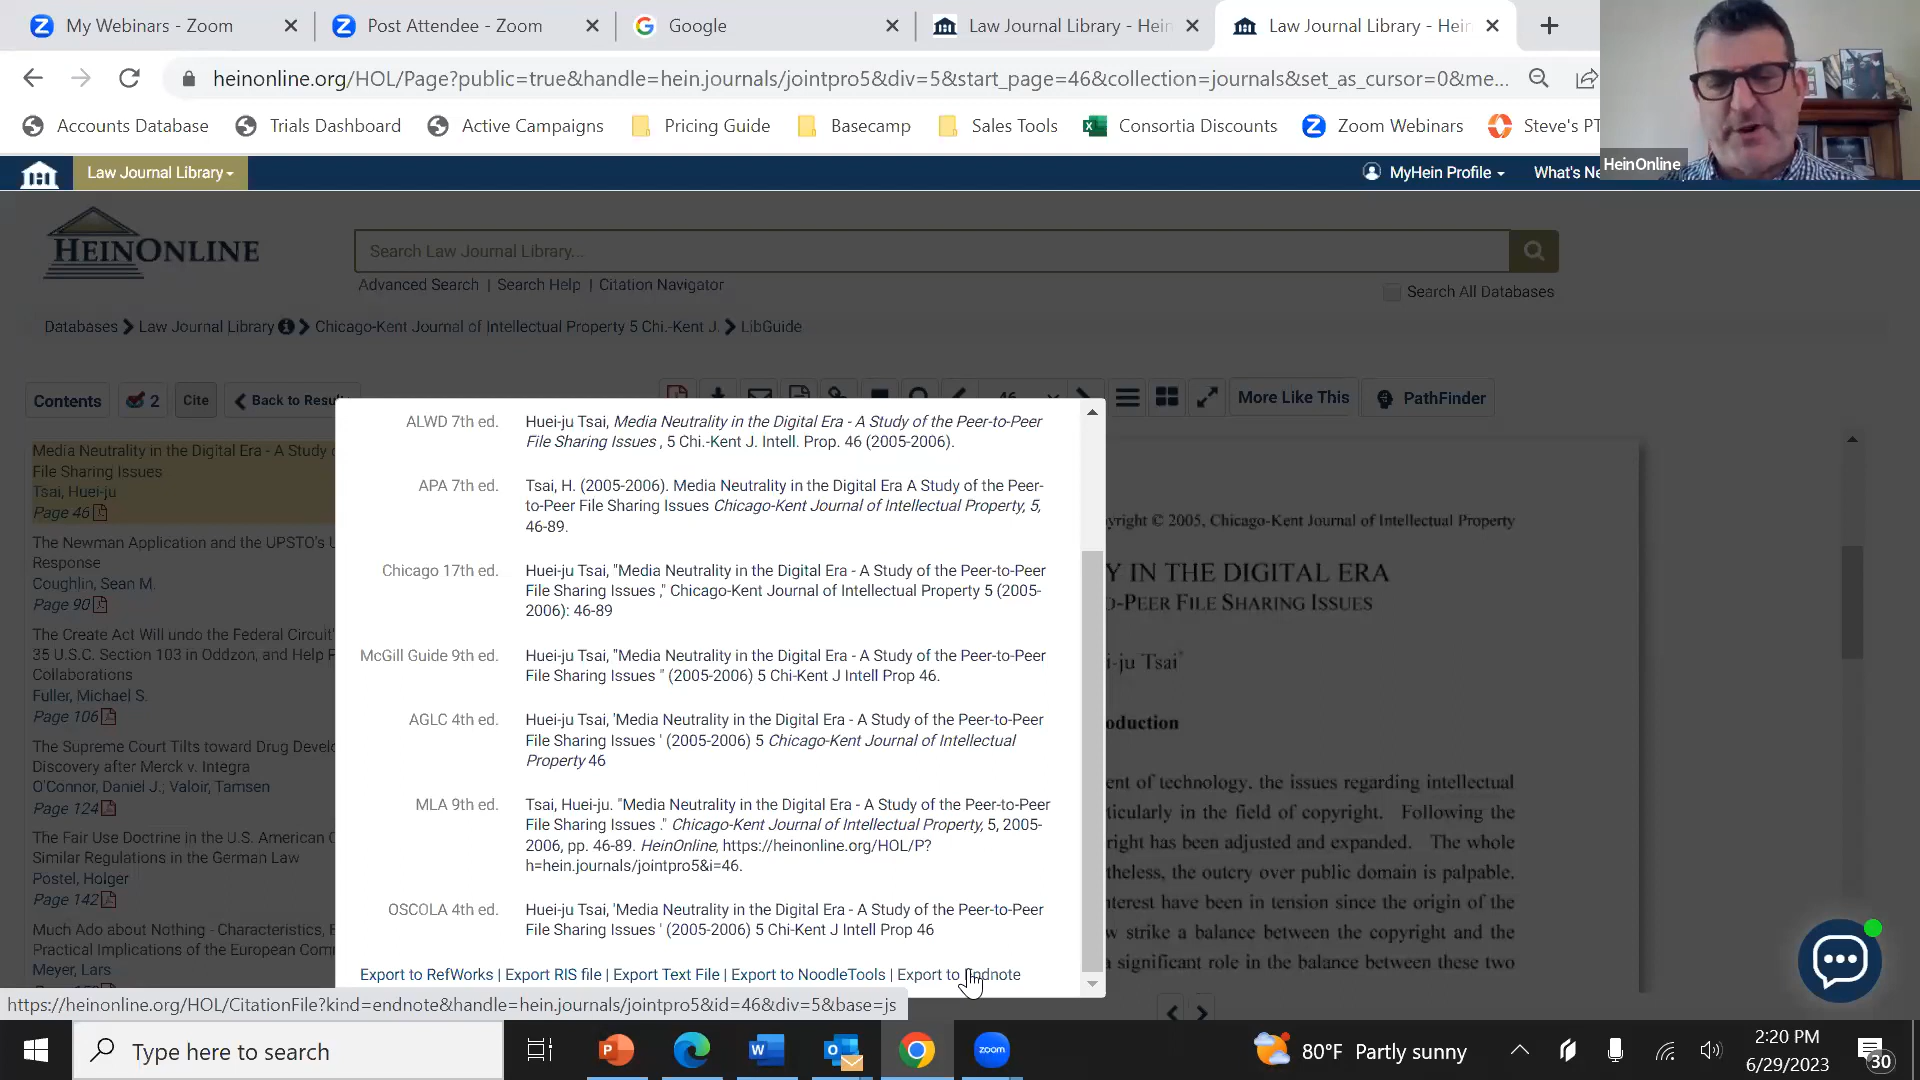 My Webinars - Zoom
Post Attendee - Zoom
Google
Law Journal Library - Hein
Law Journal Library - Hein
heinonline.org/HOL/Page?public=true&handle=hein.journals/jointpro5&div=5&start_page=46&collection=journals&set_as_cursor=0&me...
Accounts Database
Trials Dashboard
Active Campaigns
Pricing Guide
Basecamp
Sales Tools
Consortia Discounts
Zoom Webinars
Steve's PT
HeinOnline
Law Journal Library
MyHein Profile
What's Ne
HEINONLINE
Search Law Journal Library...
Advanced Search | Search Help | Citation Navigator
Search All Databases
Databases > Law Journal Library > Chicago-Kent Journal of Intellectual Property 5 Chi.-Kent J. > LibGuide
Contents
2
Cite
Back to Resu
46
More Like This
PathFinder
Media Neutrality in the Digital Era - A Study
File Sharing Issues
Tsai, Huei-ju
Page 46
The Newman Application and the UPSTO's
Response
Coughlin, Sean M.
Page 90
The Create Act Will undo the Federal Circuit'
35 U.S.C. Section 103 in Oddzon, and Help
Collaborations
Fuller, Michael S.
Page 106
The Supreme Court Tilts toward Drug Devel
Discovery after Merck v. Integra
O'Connor, Daniel J.; Valoir, Tamsen
Page 124
The Fair Use Doctrine in the U.S. American
Similar Regulations in the German Law
Postel, Holger
Page 142
Much Ado about Nothing - Characteristics,
Practical Implications of the European Com
Meyer, Lars
ALWD 7th ed.
Huei-ju Tsai, Media Neutrality in the Digital Era - A Study of the Peer-to-Peer
File Sharing Issues , 5 Chi.-Kent J. Intell. Prop. 46 (2005-2006).
APA 7th ed.
Tsai, H. (2005-2006). Media Neutrality in the Digital Era A Study of the Peer-
to-Peer File Sharing Issues Chicago-Kent Journal of Intellectual Property, 5,
46-89.
Chicago 17th ed.
Huei-ju Tsai, "Media Neutrality in the Digital Era - A Study of the Peer-to-Peer
File Sharing Issues ," Chicago-Kent Journal of Intellectual Property 5 (2005-
2006): 46-89
McGill Guide 9th ed.
Huei-ju Tsai, "Media Neutrality in the Digital Era - A Study of the Peer-to-Peer
File Sharing Issues " (2005-2006) 5 Chi-Kent J Intell Prop 46.
AGLC 4th ed.
Huei-ju Tsai, 'Media Neutrality in the Digital Era - A Study of the Peer-to-Peer
File Sharing Issues ' (2005-2006) 5 Chicago-Kent Journal of Intellectual
Property 46
MLA 9th ed.
Tsai, Huei-ju. "Media Neutrality in the Digital Era - A Study of the Peer-to-Peer
File Sharing Issues ." Chicago-Kent Journal of Intellectual Property, 5, 2005-
2006, pp. 46-89. HeinOnline, https://heinonline.org/HOL/P?
h=hein.journals/jointpro5&i=46.
OSCOLA 4th ed.
Huei-ju Tsai, 'Media Neutrality in the Digital Era - A Study of the Peer-to-Peer
File Sharing Issues ' (2005-2006) 5 Chi-Kent J Intell Prop 46
Export to RefWorks | Export RIS file | Export Text File | Export to NoodleTools | Export to Endnote
yright © 2005, Chicago-Kent Journal of Intellectual Property
Y IN THE DIGITAL ERA
O-PEER FILE SHARING ISSUES
i-ju Tsai*
oduction
ent of technology, the issues regarding intellectual
ticularly in the field of copyright. Following the
right has been adjusted and expanded. The whole
theless, the outcry over public domain is palpable.
nterest have been in tension since the origin of the
w strike a balance between the copyright and the
a significant role in the balance between these two
https://heinonline.org/HOL/CitationFile?kind=endnote&handle=hein.journals/jointpro5&id=46&div=5&base=js
Type here to search
zoom
80°F Partly sunny
2:20 PM
6/29/2023
30